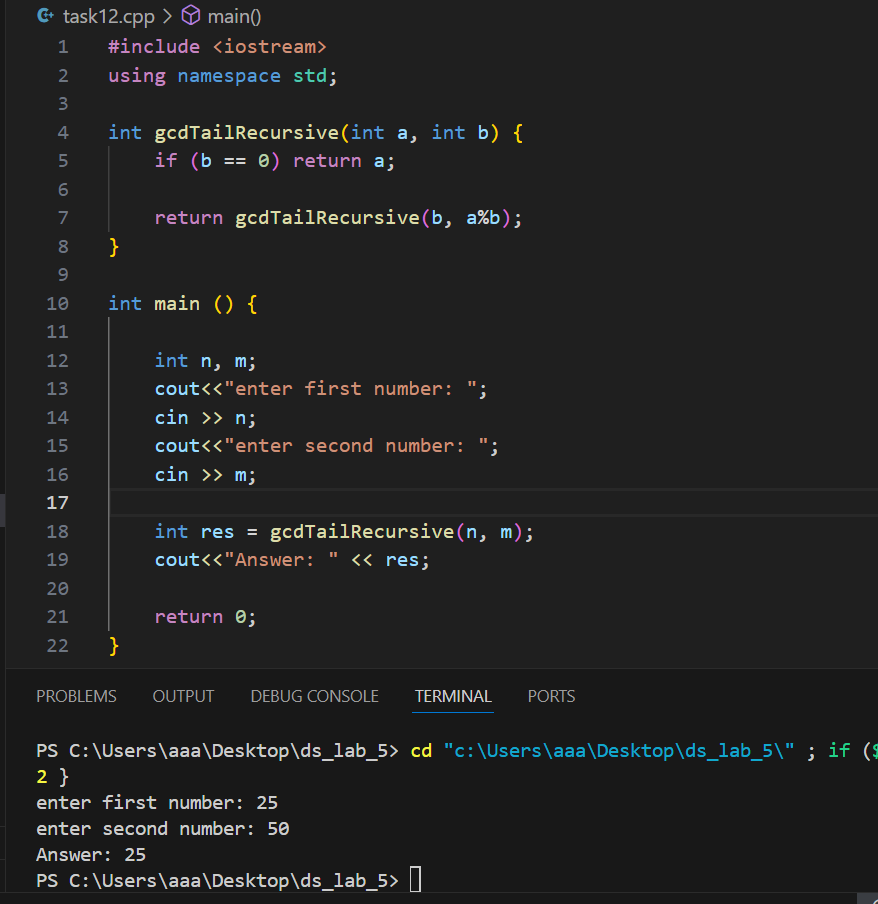 task12.cpp > main()
1 #include <iostream>
2 using namespace std;
3
4 int gcdTailRecursive(int a, int b) {
5     if (b == 0) return a;
6
7     return gcdTailRecursive(b, a%b);
8 }
9
10 int main () {
11
12     int n, m;
13     cout<<"enter first number: ";
14     cin >> n;
15     cout<<"enter second number: ";
16     cin >> m;
17
18     int res = gcdTailRecursive(n, m);
19     cout<<"Answer: " << res;
20
21     return 0;
22 }
PROBLEMS OUTPUT DEBUG CONSOLE TERMINAL PORTS
PS C:\Users\aaa\Desktop\ds_lab_5> cd "c:\Users\aaa\Desktop\ds_lab_5\" ; if ($
2 }
enter first number: 25
enter second number: 50
Answer: 25
PS C:\Users\aaa\Desktop\ds_lab_5>